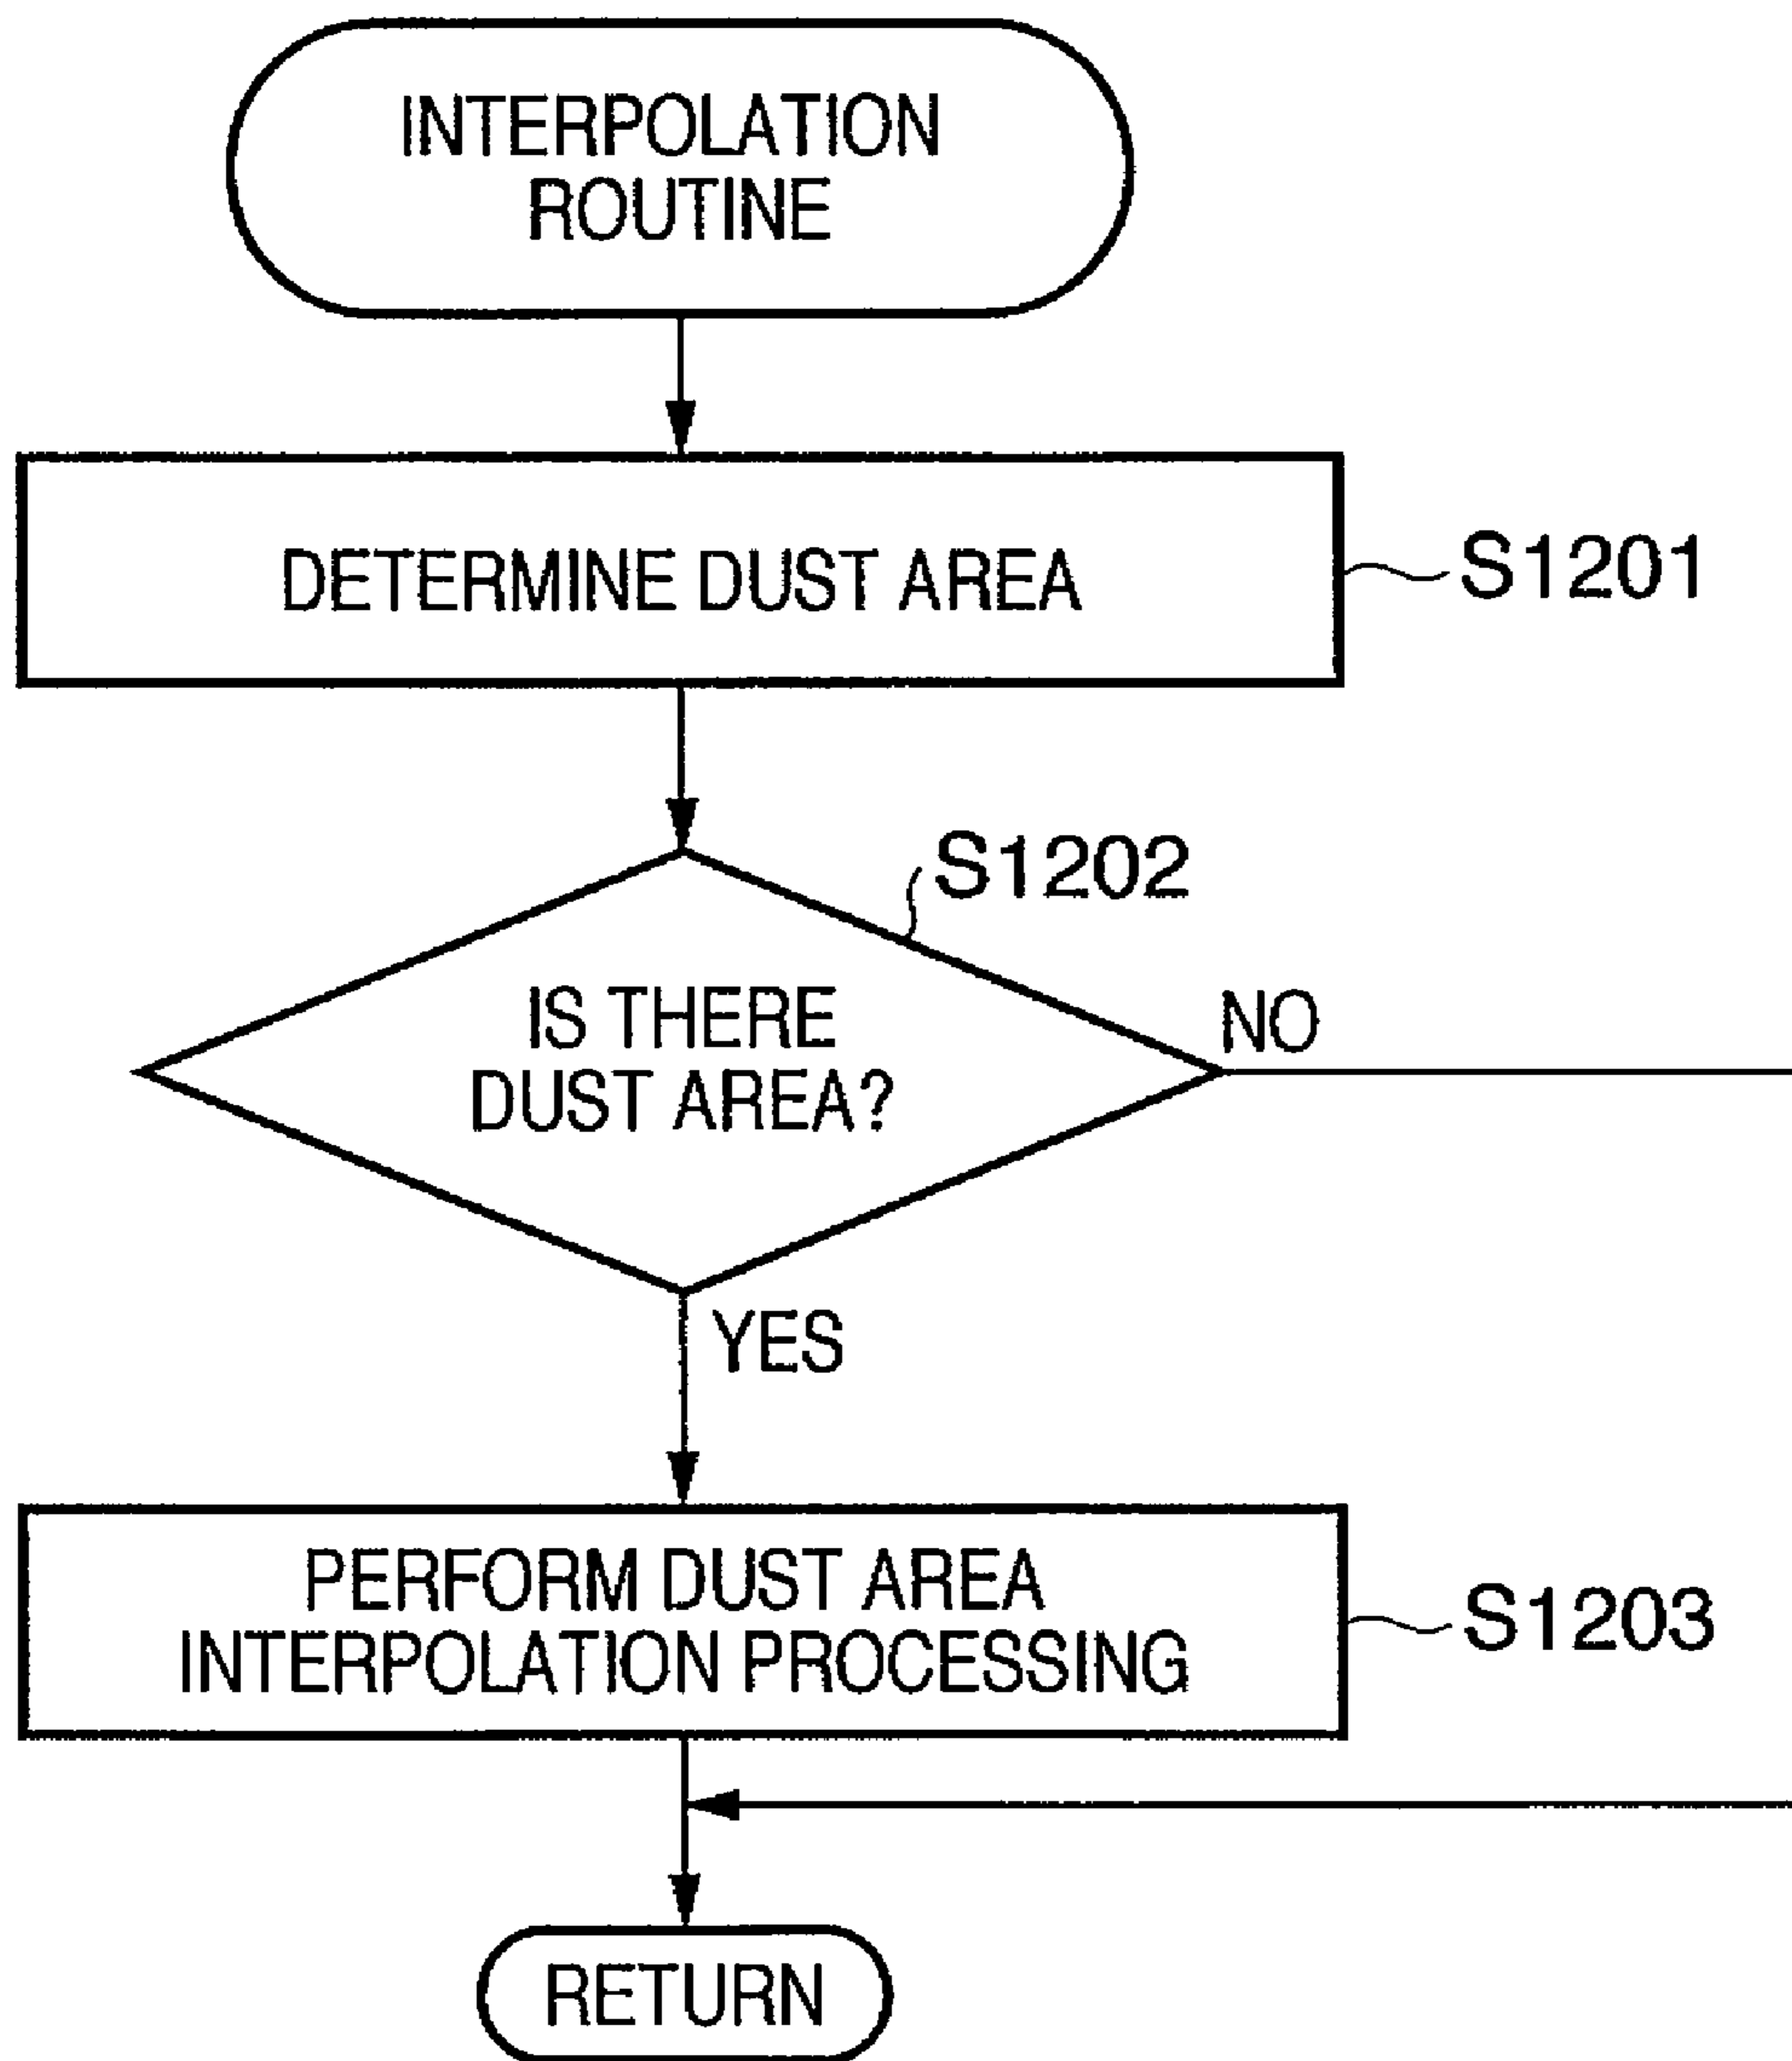 INTERPOLATION
ROUTINE
DETERMINE DUST AREA
S1201
S1202
IS THERE
DUST AREA?
NO
YES
PERFORM DUST AREA
INTERPOLATION PROCESSING
S1203
RETURN